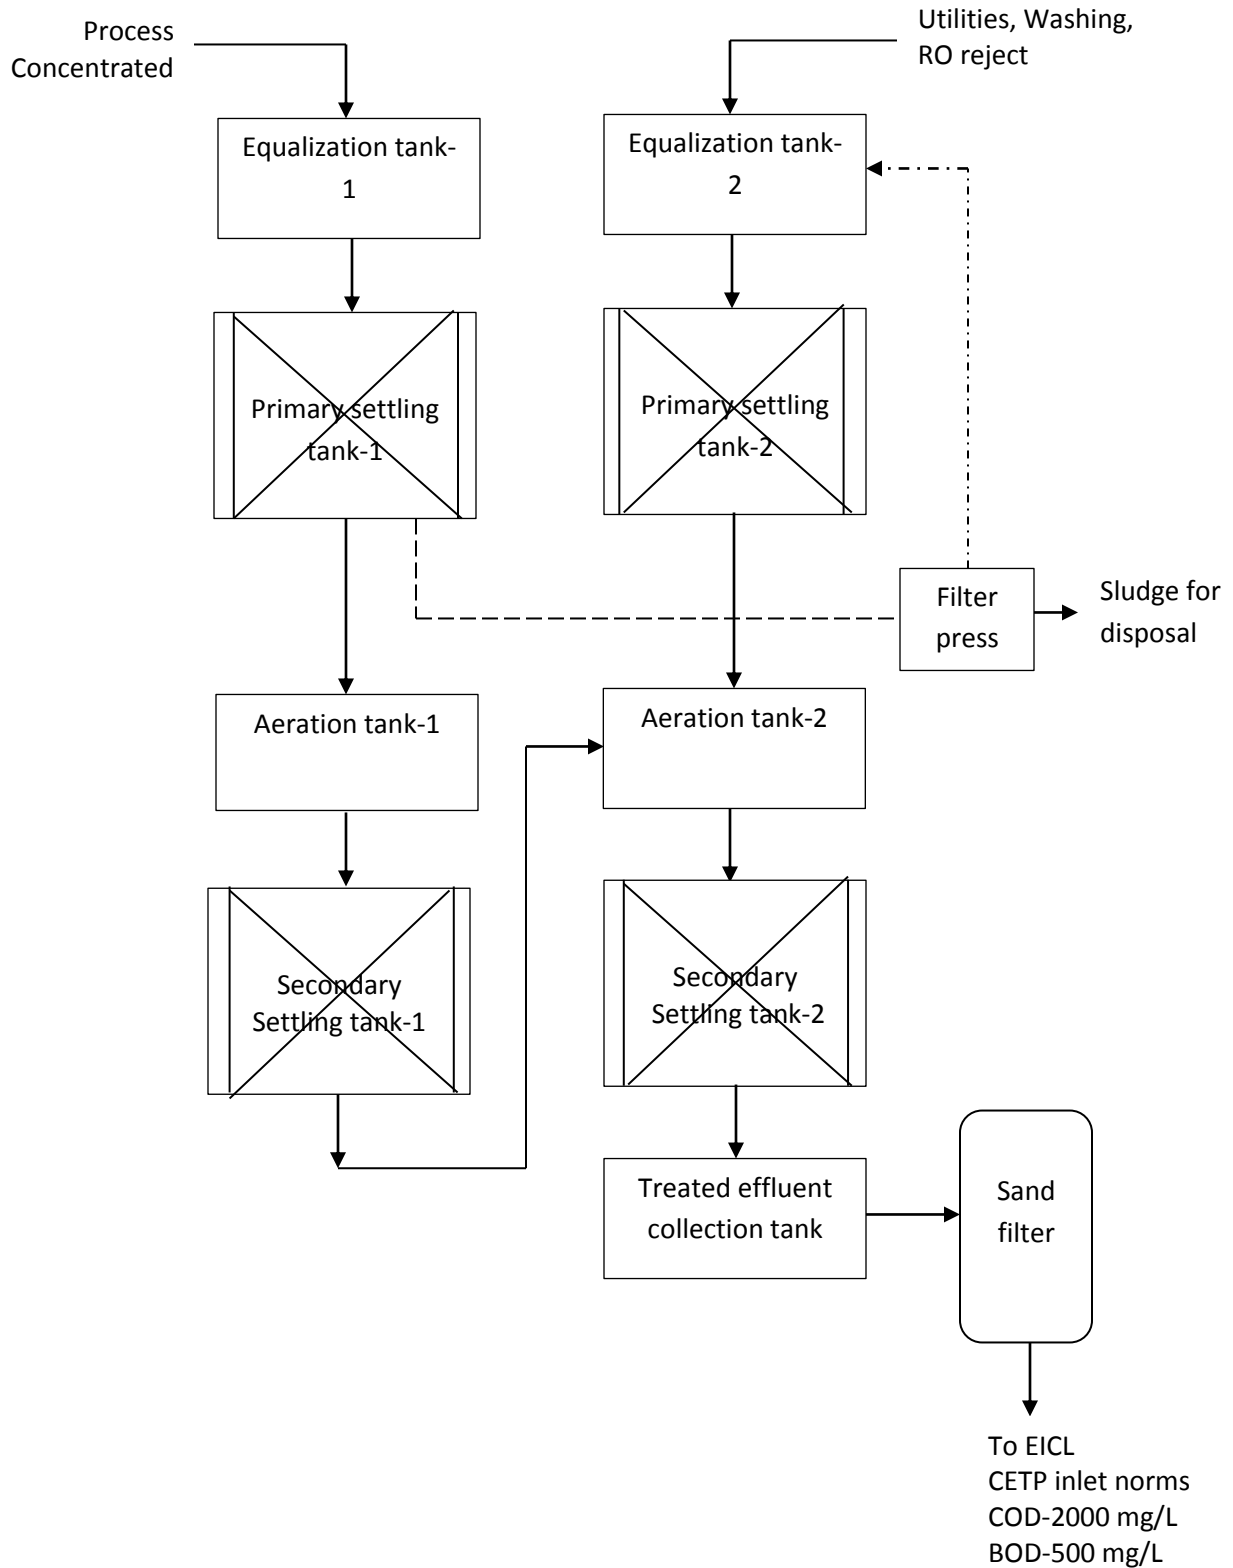 Process
Concentrated
Utilities, Washing,
RO reject
Equalization tank-
1
Equalization tank-
2
Primary settling
tank-1
Primary settling
tank-2
Filter
press
Sludge for
disposal
Aeration tank-1
Aeration tank-2
Secondary
Settling tank-1
Secondary
Settling tank-2
Treated effluent
collection tank
Sand
filter
To EICL
CETP inlet norms
COD-2000 mg/L
BOD-500 mg/L